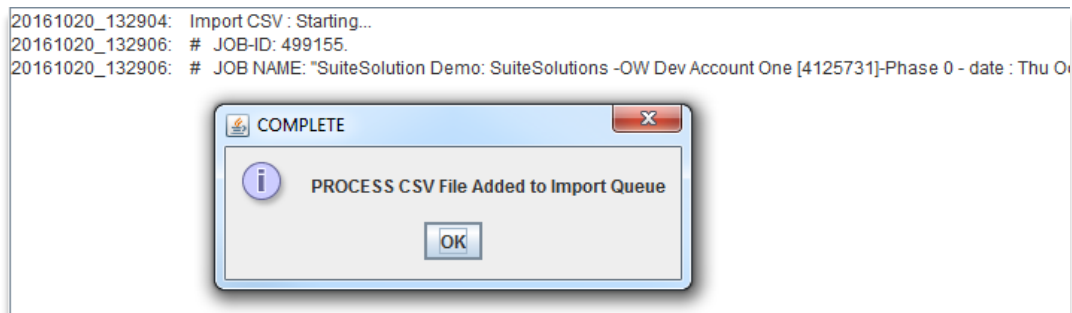 20161020_132904: Import CSV : Starting...
20161020_132906: # JOB-ID: 499155.
20161020_132906: # JOB NAME: "SuiteSolution Demo: SuiteSolutions -OW Dev Account One [4125731]-Phase 0 - date : Thu
COMPLETE
PROCESS CSV File Added to Import Queue
OK